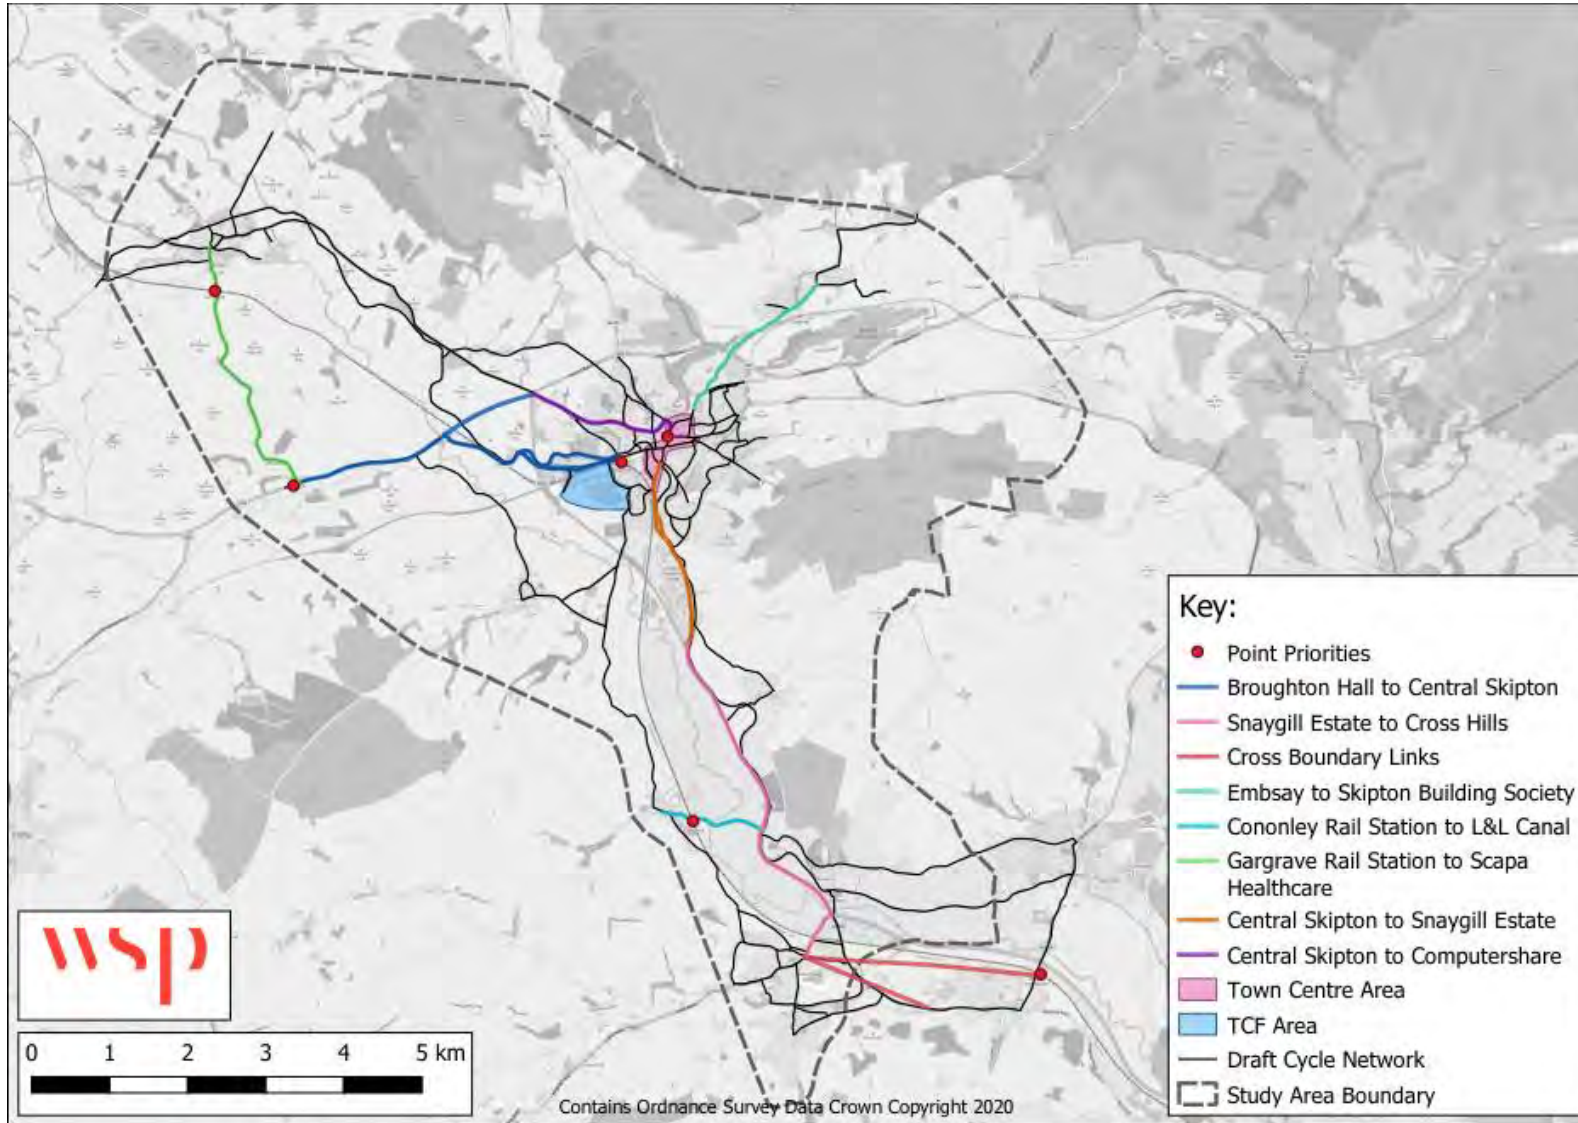 Key:
Point Priorities
Broughton Hall to Central Skipton
Snaygill Estate to Cross Hills
Cross Boundary Links
Embsay to Skipton Building Society
Cononley Rail Station to L&L Canal
Gargrave Rail Station to Scapa
Healthcare
Central Skipton to Snaygill Estate
Central Skipton to Computershare
Town Centre Area
TCF Area
Draft Cycle Network
Study Area Boundary
wsp
0 1 2 3 4 5 km
Contains Ordnance Survey Data Crown Copyright 2020